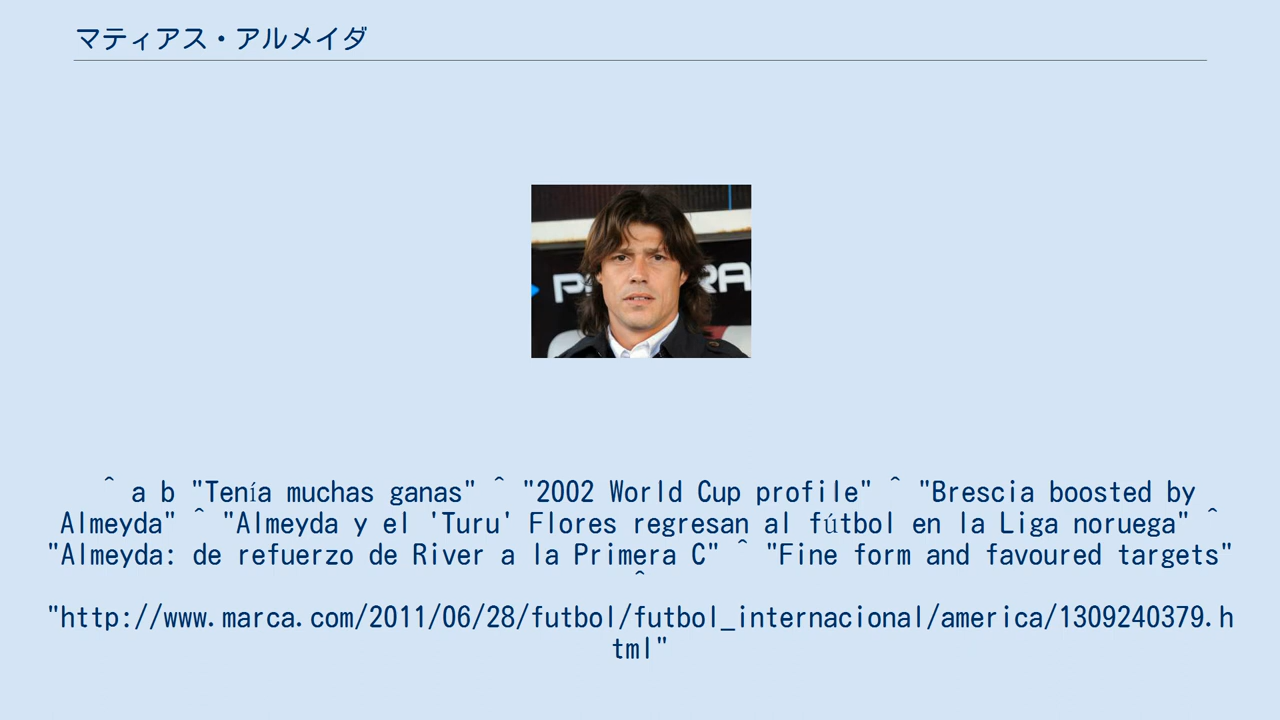 マティアス・アルメイダ
^ a b "Tenía muchas ganas" ^ "2002 World Cup profile" ^ "Brescia boosted by
Almeyda" ^ "Almeyda y el 'Turu' Flores regresan al fútbol en la Liga noruega" ^
"Almeyda: de refuerzo de River a la Primera C" ^ "Fine form and favoured targets"
^
"http://www.marca.com/2011/06/28/futbol/futbol_internacional/america/1309240379.h
tml"